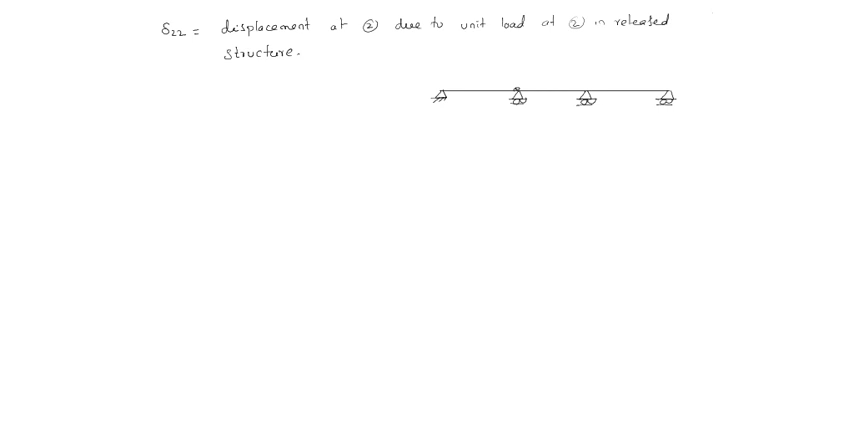 δ22 = displacement at ② due to unit load at ② in released
structure.